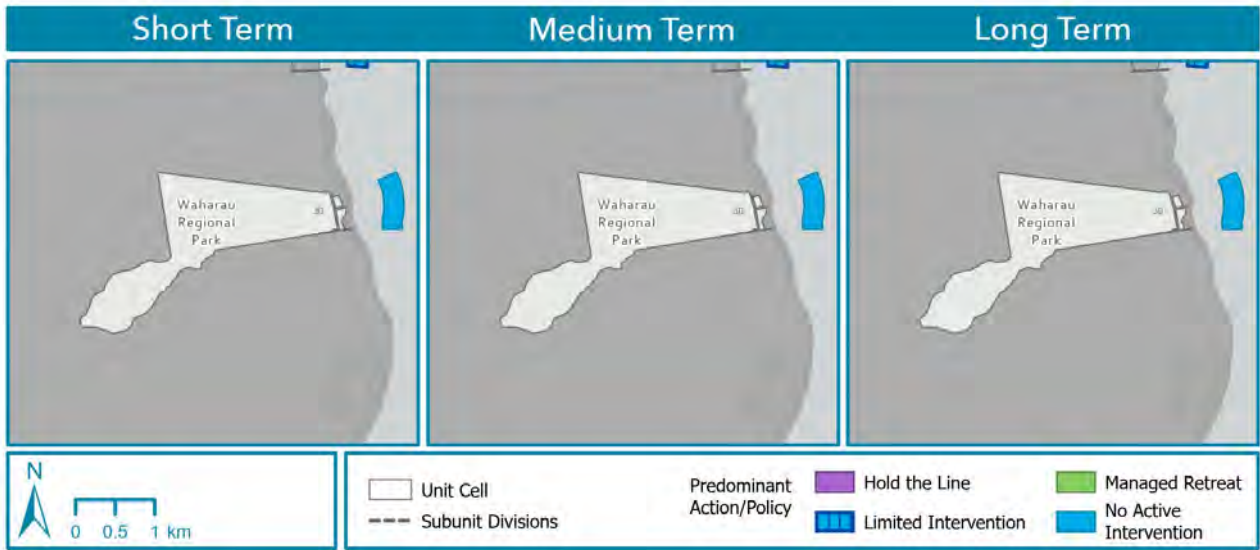 Short Term
Medium Term
Long Term
Waharau
Regional
Park
Waharau
Regional
Park
Waharau
Regional
Park
N
0 0.5 1 km
Unit Cell
Subunit Divisions
Predominant
Action/Policy
Hold the Line
Limited Intervention
Managed Retreat
No Active
Intervention